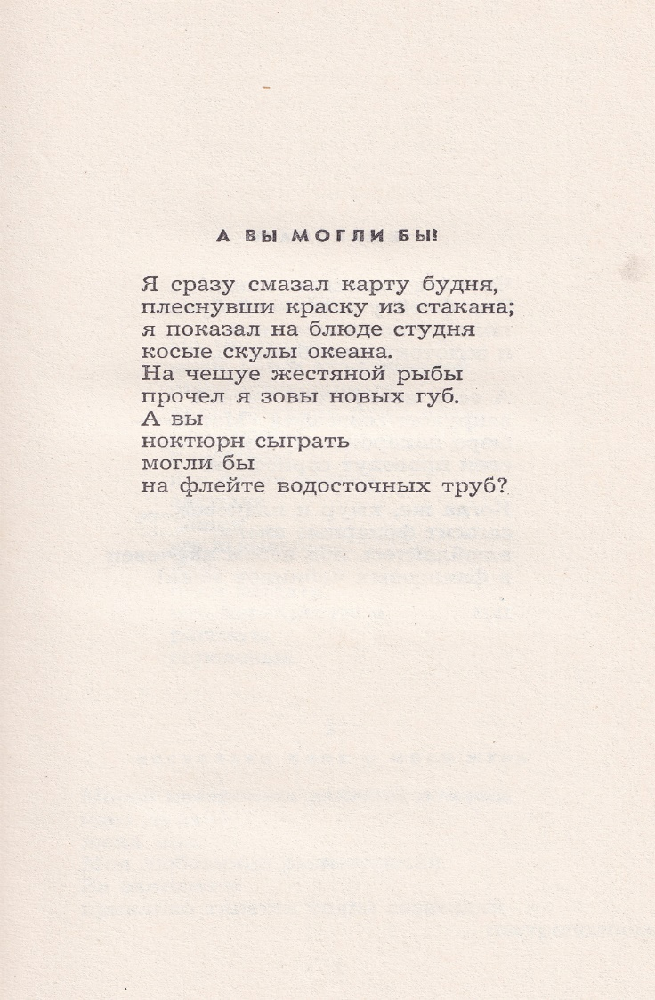 А ВЫ МОГЛИ БЫ?
Я сразу смазал карту будня,
плеснувши краску из стакана;
я показал на блюде студня
косые скулы океана.
На чешуе жестяной рыбы
прочел я зовы новых губ.
А вы
ноктюрн сыграть
могли бы
на флейте водосточных труб?